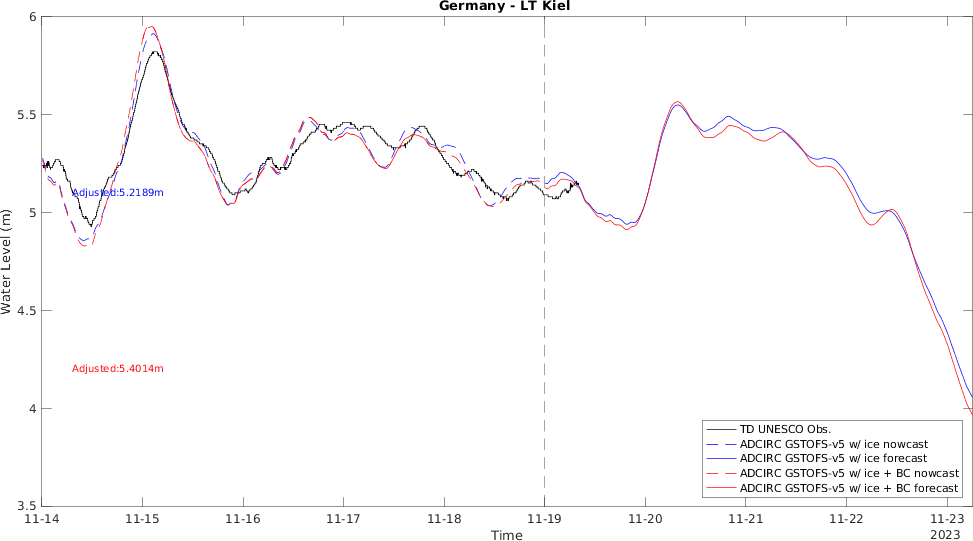 Germany - LT Kiel
6
5.5
5
4.5
4
3.5
Water Level (m)
Adjusted:5.2189m
Adjusted:5.4014m
TD UNESCO Obs.
ADCIRC GSTOFS-v5 w/ ice nowcast
ADCIRC GSTOFS-v5 w/ ice forecast
ADCIRC GSTOFS-v5 w/ ice + BC nowcast
ADCIRC GSTOFS-v5 w/ ice + BC forecast
11-14 11-15 11-16 11-17 11-18 11-19 11-20 11-21 11-22 11-23
2023
Time